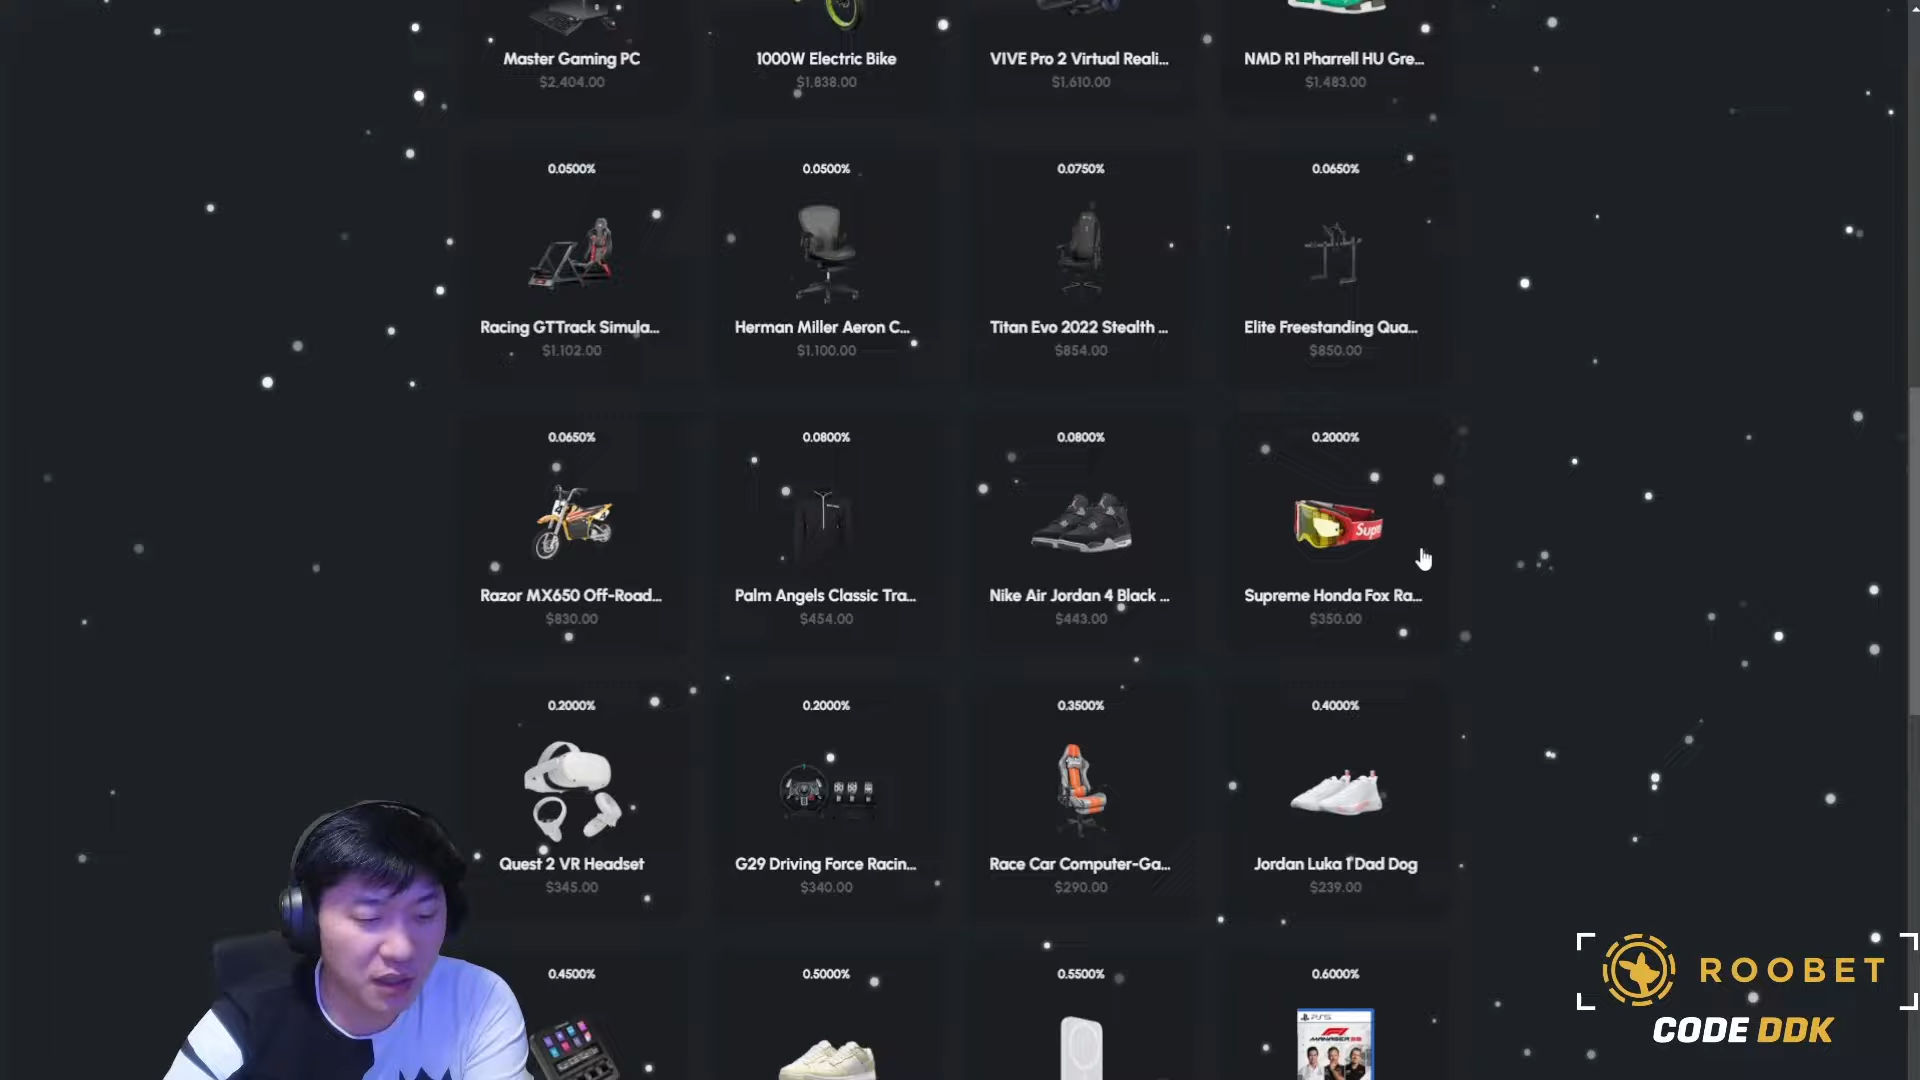 Master Gaming PC
$2,404.00
1000W Electric Bike
$1,838.00
VIVE Pro 2 Virtual Reali...
$1,610.00
NMD R1 Pharrell HU Gre...
$1,483.00
0.0500%
Racing GTTrack Simula...
$1,102.00
0.0500%
Herman Miller Aeron C...
$1,100.00
0.0750%
Titan Evo 2022 Stealth ...
$854.00
0.0650%
Elite Freestanding Qua...
$850.00
0.0650%
Razor MX650 Off-Road...
$830.00
0.0800%
Palm Angels Classic Tra...
$454.00
0.0800%
Nike Air Jordan 4 Black ...
$443.00
0.2000%
Supr
Supreme Honda Fox Ra...
$350.00
0.2000%
Quest 2 VR Headset
$345.00
0.2000%
G29 Driving Force Racin...
$340.00
0.3500%
Race Car Computer-Ga...
$290.00
0.4000%
Jordan Luka 1 Dad Dog
$239.00
0.4500%
0.5000%
0.5500%
0.6000%
PS5
MANAGER
ROOBET
CODE DDK